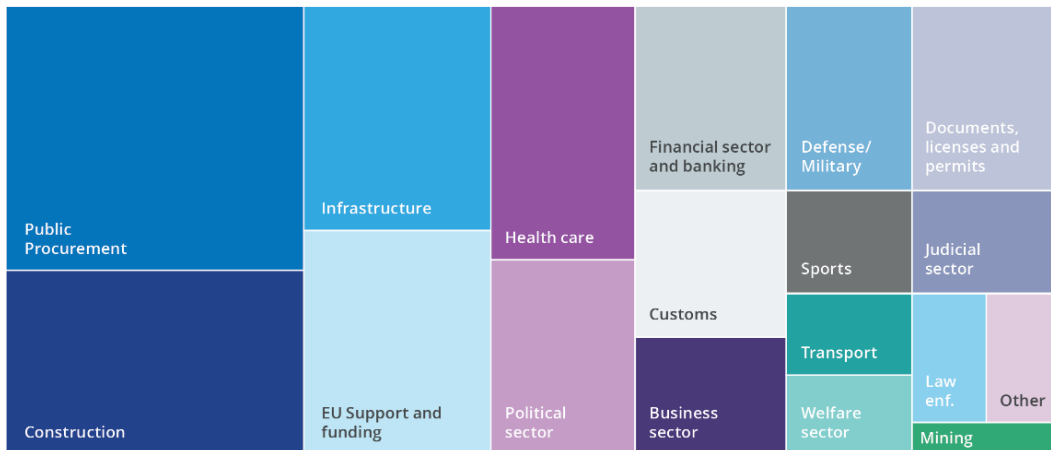 Public
Procurement
Construction
Infrastructure
EU Support and
funding
Health care
Political
sector
Financial sector
and banking
Customs
Business
sector
Defense/
Military
Sports
Transport
Welfare
sector
Documents,
licenses and
permits
Judicial
sector
Law
enf.
Other
Mining